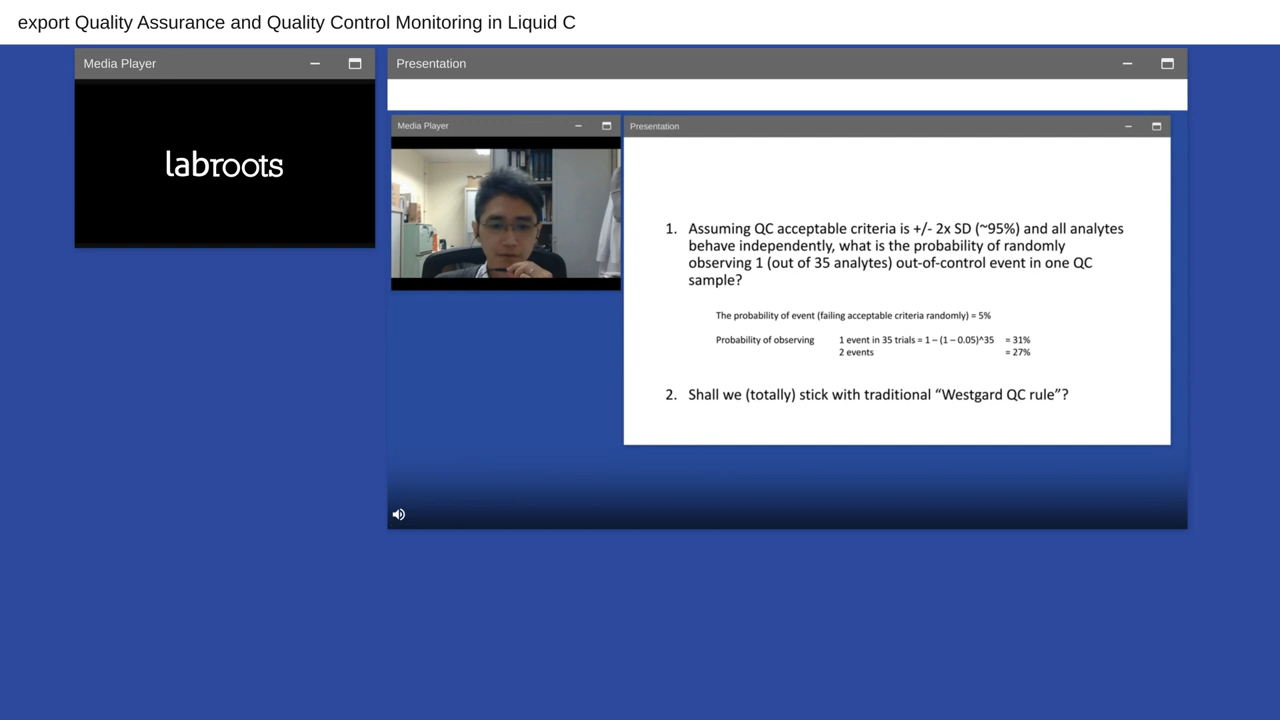 export Quality Assurance and Quality Control Monitoring in Liquid C
Media Player
Presentation
labroots
Media Player
Presentation
1. Assuming QC acceptable criteria is +/- 2x SD (~95%) and all analytes
behave independently, what is the probability of randomly
observing 1 (out of 35 analytes) out-of-control event in one QC
sample?
The probability of event (failing acceptable criteria randomly) = 5%
Probability of observing 1 event in 35 trials = 1 – (1 – 0.05)^35 = 31%
2 events = 27%
2. Shall we (totally) stick with traditional “Westgard QC rule”?